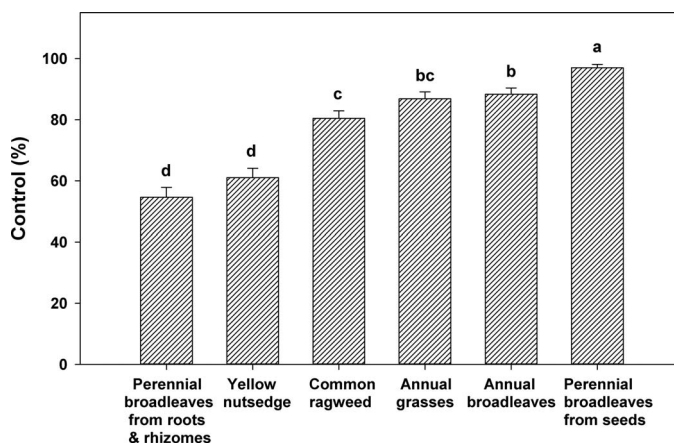 100
80
60
40
20
0
Control (%)
d
d
c
bc
b
a
Perennial
broadleaves
from roots
& rhizomes
Yellow
nutsedge
Common
ragweed
Annual
grasses
Annual
broadleaves
Perennial
broadleaves
from seeds